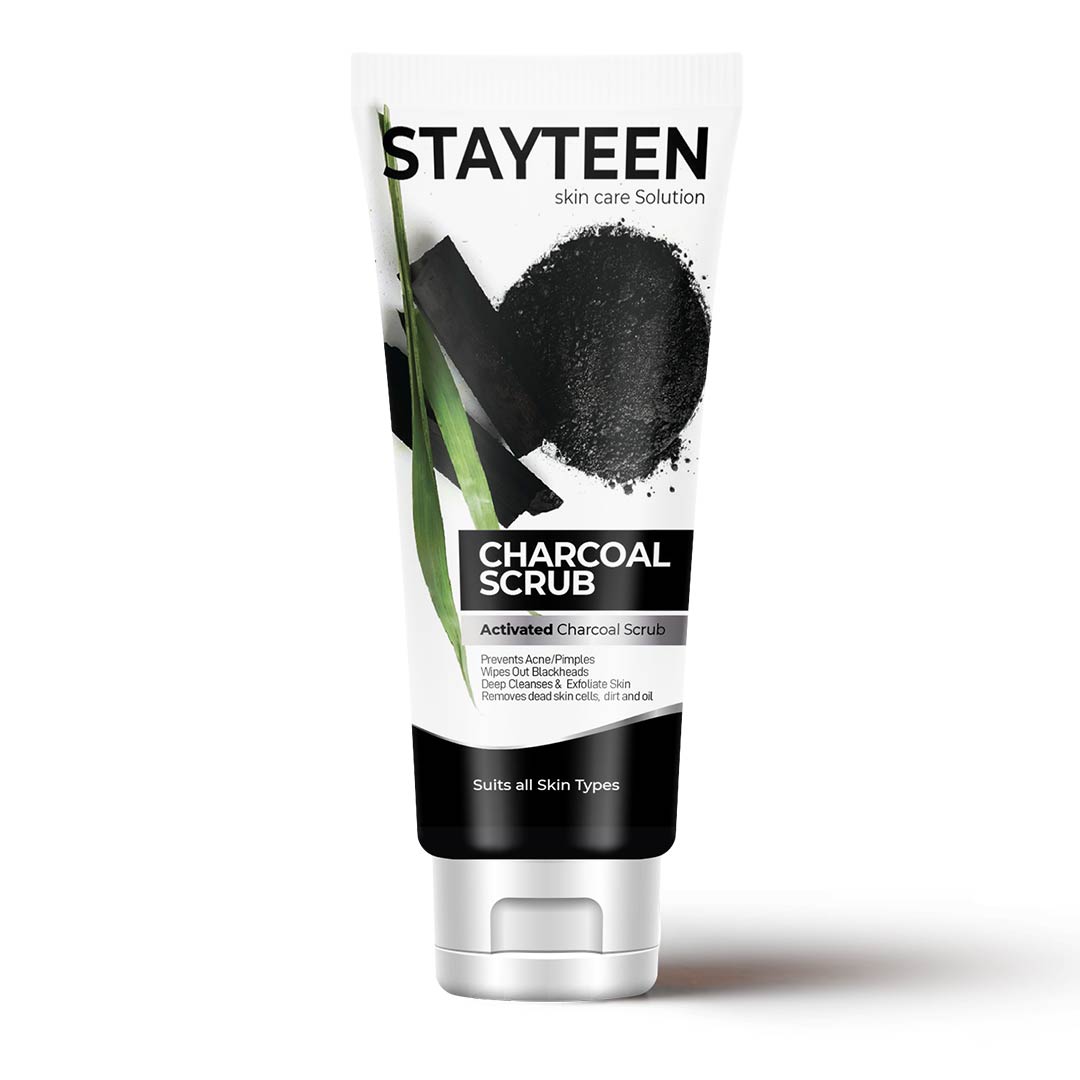 STAYTEEN
skin care Solution
CHARCOAL
SCRUB
Activated Charcoal Scrub
Prevents Acne/Pimples
Wipes Out Blackheads
Deep Cleanses & Exfoliate Skin
Removes dead skin cells, dirt and oil
Suits all Skin Types